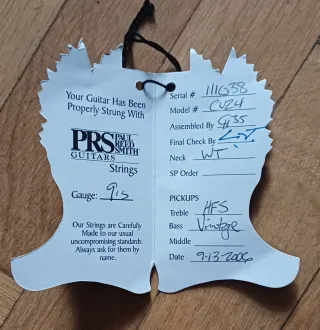 Your Guitar Has Been
Properly Strung With
PRS PAUL
REED
SMITH
GUITARS
Strings
Gauge: 9's
Our Strings are Carefully
Made to our usual
uncompromising standards.
Always ask for them by
name.
Serial #
Model # CU24
Assembled By
Final Check By
Neck WT
SP Order
PICKUPS
Treble HFS
Bass Vintage
Middle
Date 9-13-2006